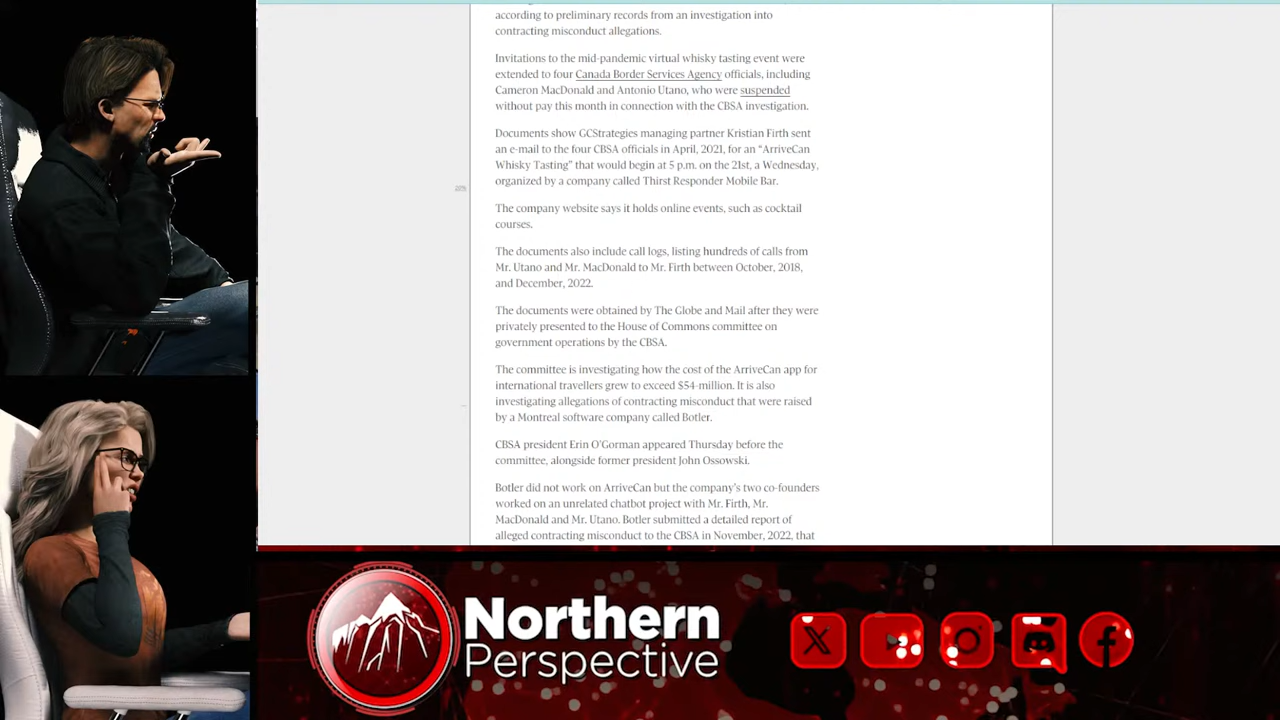 according to preliminary records from an investigation into
contracting misconduct allegations.
Invitations to the mid-pandemic virtual whisky tasting event were
extended to four Canada Border Services Agency officials, including
Cameron MacDonald and Antonio Utano, who were suspended
without pay this month in connection with the CBSA investigation.
Documents show GCStrategies managing partner Kristian Firth sent
an e-mail to the four CBSA officials in April, 2021, for an “ArriveCan
Whisky Tasting” that would begin at 5 p.m. on the 21st, a Wednesday,
organized by a company called Thirst Responder Mobile Bar.
The company website says it holds online events, such as cocktail
courses.
The documents also include call logs, listing hundreds of calls from
Mr. Utano and Mr. MacDonald to Mr. Firth between October, 2018,
and December, 2022.
The documents were obtained by The Globe and Mail after they were
privately presented to the House of Commons committee on
government operations by the CBSA.
The committee is investigating how the cost of the ArriveCan app for
international travellers grew to exceed $54-million. It is also
investigating allegations of contracting misconduct that were raised
by a Montreal software company called Botler.
CBSA president Erin O’Gorman appeared Thursday before the
committee, alongside former president John Ossowski.
Botler did not work on ArriveCan but the company’s two co-founders
worked on an unrelated chatbot project with Mr. Firth, Mr.
MacDonald and Mr. Utano. Botler submitted a detailed report of
alleged contracting misconduct to the CBSA in November, 2022, that
Northern
Perspective